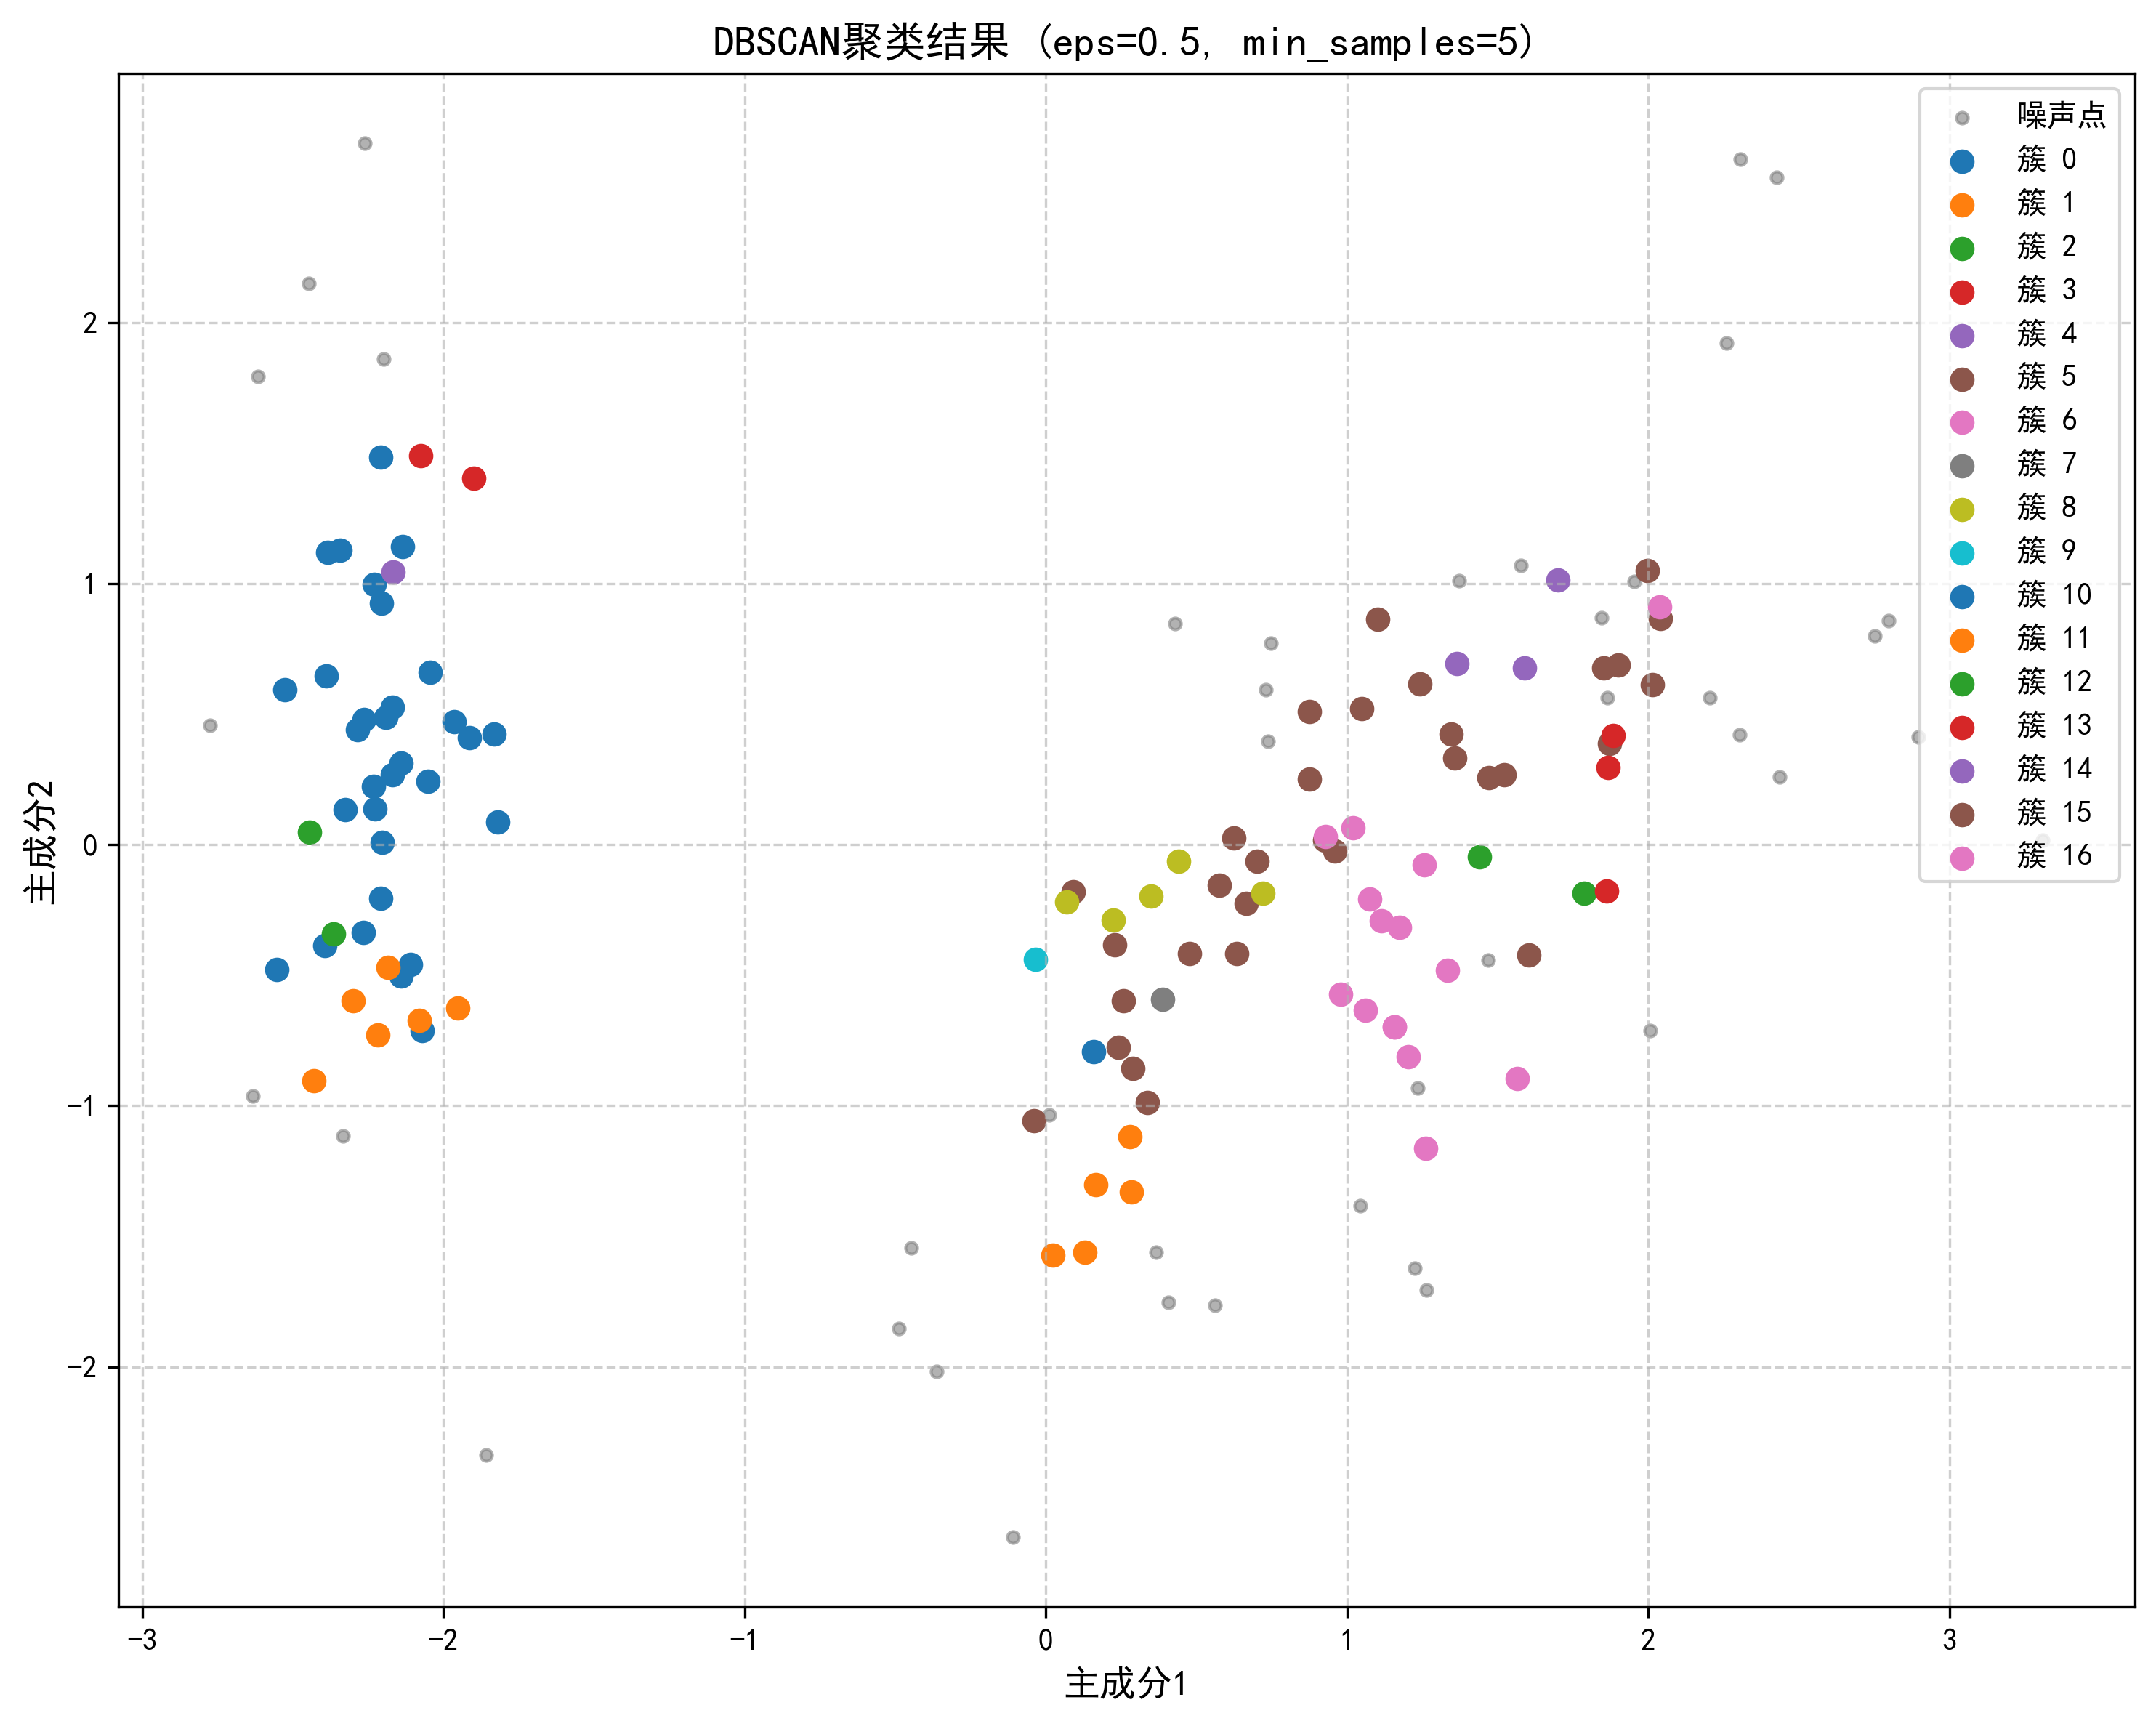 DBSCAN聚类结果 (eps=0.5, min_samples=5)
噪声点
簇 0
簇 1
簇 2
簇 3
簇 4
簇 5
簇 6
簇 7
簇 8
簇 9
簇 10
簇 11
簇 12
簇 13
簇 14
簇 15
簇 16
主成分2
2
1
0
−1
−2
−3
−2
−1
0
1
2
3
主成分1